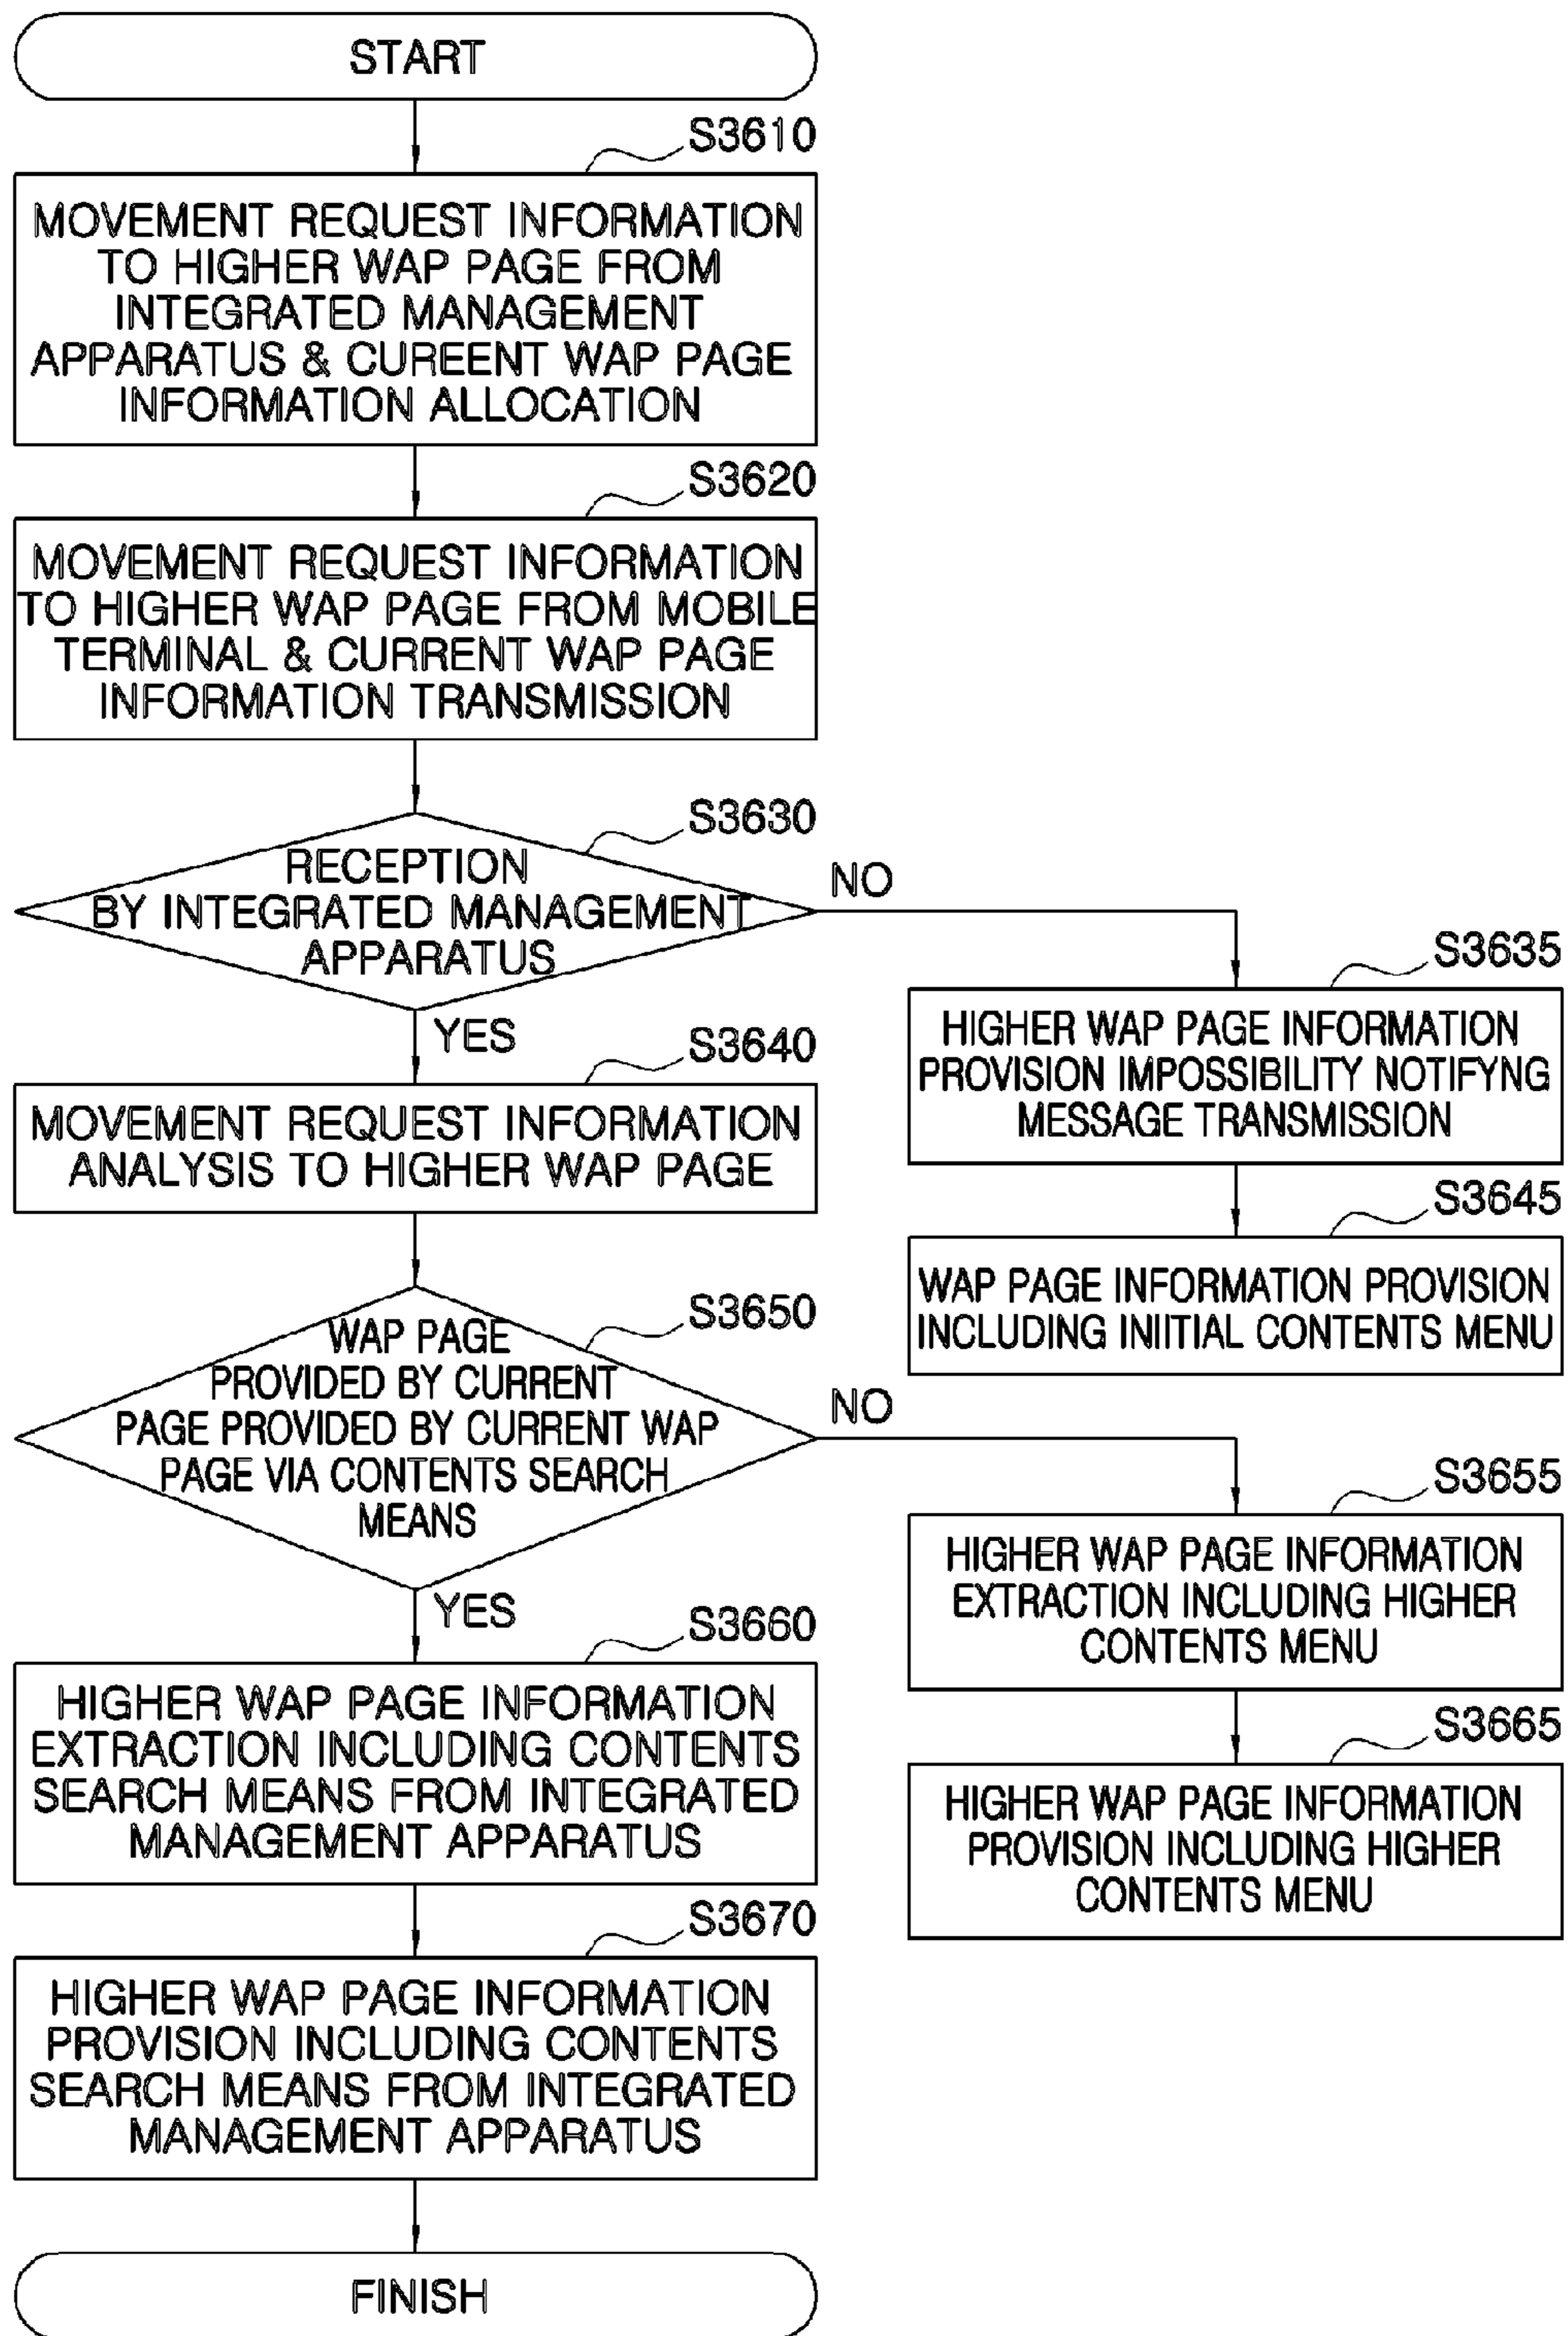 START
S3610
MOVEMENT REQUEST INFORMATION
TO HIGHER WAP PAGE FROM
INTEGRATED MANAGEMENT
APPARATUS & CUREENT WAP PAGE
INFORMATION ALLOCATION
S3620
MOVEMENT REQUEST INFORMATION
TO HIGHER WAP PAGE FROM MOBILE
TERMINAL & CURRENT WAP PAGE
INFORMATION TRANSMISSION
S3630
RECEPTION
BY INTEGRATED MANAGEMENT
APPARATUS
NO
YES
S3635
HIGHER WAP PAGE INFORMATION
PROVISION IMPOSSIBILITY NOTIFYNG
MESSAGE TRANSMISSION
S3640
MOVEMENT REQUEST INFORMATION
ANALYSIS TO HIGHER WAP PAGE
S3645
WAP PAGE INFORMATION PROVISION
INCLUDING INIITIAL CONTENTS MENU
S3650
WAP PAGE
PROVIDED BY CURRENT
PAGE PROVIDED BY CURRENT WAP
PAGE VIA CONTENTS SEARCH
MEANS
NO
YES
S3655
HIGHER WAP PAGE INFORMATION
EXTRACTION INCLUDING HIGHER
CONTENTS MENU
S3660
HIGHER WAP PAGE INFORMATION
EXTRACTION INCLUDING CONTENTS
SEARCH MEANS FROM INTEGRATED
MANAGEMENT APPARATUS
S3665
HIGHER WAP PAGE INFORMATION
PROVISION INCLUDING HIGHER
CONTENTS MENU
S3670
HIGHER WAP PAGE INFORMATION
PROVISION INCLUDING CONTENTS
SEARCH MEANS FROM INTEGRATED
MANAGEMENT APPARATUS
FINISH